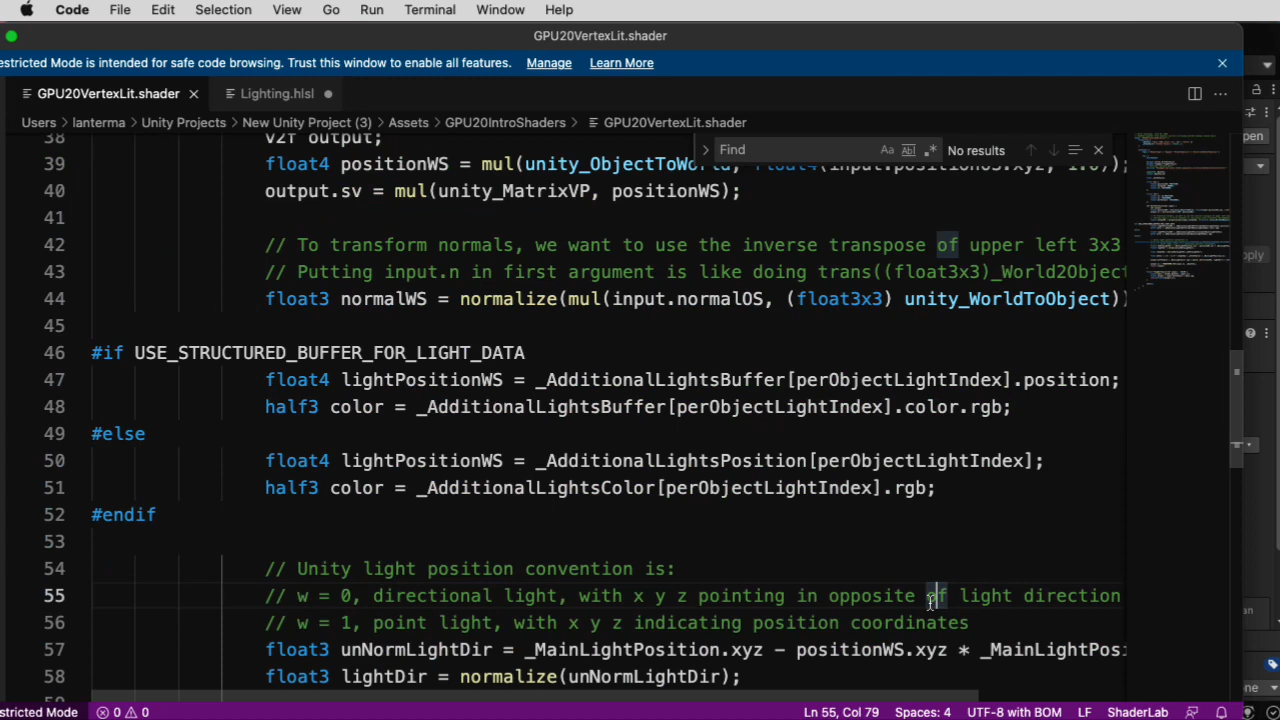 Code File Edit Selection View Go Run Terminal Window Help
GPU20VertexLit.shader
estricted Mode is intended for safe code browsing. Trust this window to enable all features. Manage Learn More
GPU20VertexLit.shader Lighting.hlsl
Users > lanterma > Unity Projects > New Unity Project (3) > Assets > GPU20IntroShaders > GPU20VertexLit.shader
Find Aa No results
38 v2f output;
39 float4 positionWS = mul(unity_ObjectToWorld, float4(input.positionOS.xyz, 1.0));
40 output.sv = mul(unity_MatrixVP, positionWS);
41
42 // To transform normals, we want to use the inverse transpose of upper left 3x3
43 // Putting input.n in first argument is like doing trans((float3x3)_World2Object
44 float3 normalWS = normalize(mul(input.normalOS, (float3x3) unity_WorldToObject))
45
46 #if USE_STRUCTURED_BUFFER_FOR_LIGHT_DATA
47 float4 lightPositionWS = _AdditionalLightsBuffer[perObjectLightIndex].position;
48 half3 color = _AdditionalLightsBuffer[perObjectLightIndex].color.rgb;
49 #else
50 float4 lightPositionWS = _AdditionalLightsPosition[perObjectLightIndex];
51 half3 color = _AdditionalLightsColor[perObjectLightIndex].rgb;
52 #endif
53
54 // Unity light position convention is:
55 // w = 0, directional light, with x y z pointing in opposite of light direction
56 // w = 1, point light, with x y z indicating position coordinates
57 float3 unNormLightDir = _MainLightPosition.xyz - positionWS.xyz * _MainLightPosi
58 float3 lightDir = normalize(unNormLightDir);
stricted Mode 0 0 Ln 55, Col 79 Spaces: 4 UTF-8 with BOM LF ShaderLab